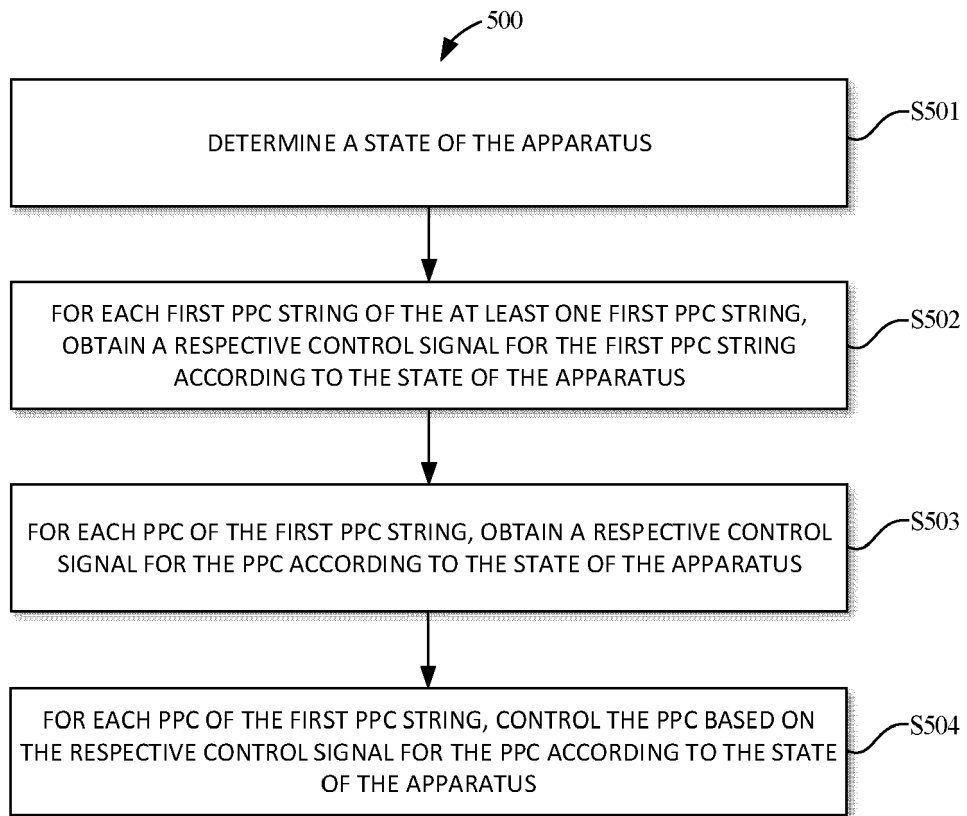 500
DETERMINE A STATE OF THE APPARATUS
S501
FOR EACH FIRST PPC STRING OF THE AT LEAST ONE FIRST PPC STRING,
OBTAIN A RESPECTIVE CONTROL SIGNAL FOR THE FIRST PPC STRING
ACCORDING TO THE STATE OF THE APPARATUS
S502
FOR EACH PPC OF THE FIRST PPC STRING, OBTAIN A RESPECTIVE CONTROL
SIGNAL FOR THE PPC ACCORDING TO THE STATE OF THE APPARATUS
S503
FOR EACH PPC OF THE FIRST PPC STRING, CONTROL THE PPC BASED ON
THE RESPECTIVE CONTROL SIGNAL FOR THE PPC ACCORDING TO THE STATE
OF THE APPARATUS
S504